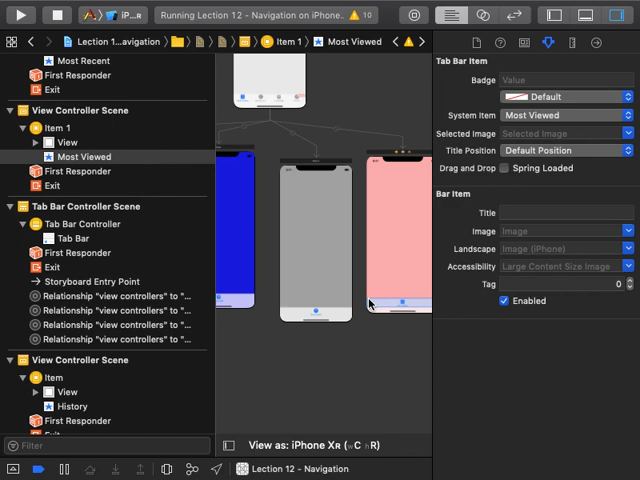 iP...R
Running Lection 12 - Navigation on iPhone.
10
Lection 1...avigation
Item 1
Most Viewed
Most Recent
First Responder
Exit
View Controller Scene
Item 1
View
Most Viewed
First Responder
Exit
Tab Bar Controller Scene
Tab Bar Controller
Tab Bar
First Responder
Exit
Storyboard Entry Point
Relationship "view controllers" to "...
Relationship "view controllers" to "...
Relationship "view controllers" to "...
Relationship "view controllers" to "...
View Controller Scene
Item
View
History
First Responder
Exit
Filter
View as: iPhone XR (wC hR)
Lection 12 - Navigation
Tab Bar Item
Badge Value
Default
System Item Most Viewed
Selected Image Selected Image
Title Position Default Position
Drag and Drop Spring Loaded
Bar Item
Title
Image Image
Landscape Image (iPhone)
Accessibility Large Content Size Image
Tag 0
Enabled